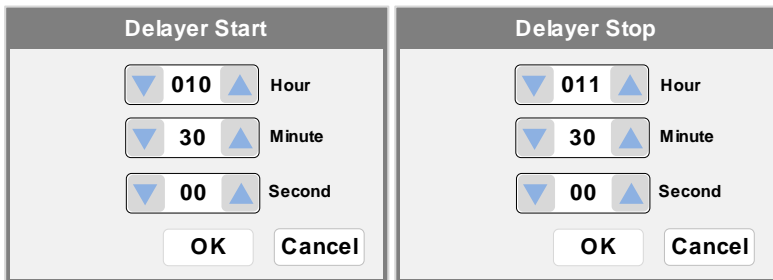 Delayer Start
010 Hour
30 Minute
00 Second
OK Cancel
Delayer Stop
011 Hour
30 Minute
00 Second
OK Cancel